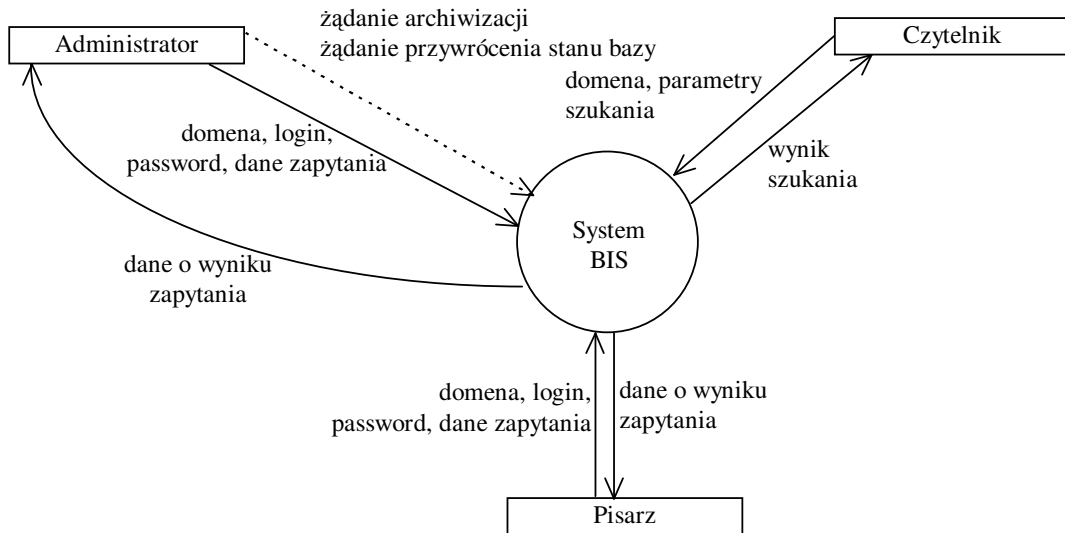 żądanie archiwizacji
żądanie przywrócenia stanu bazy
Administrator
Czytelnik
domena, parametry
szukania
domena, login,
password, dane zapytania
wynik
szukania
System
BIS
dane o wyniku
zapytania
domena, login,
password, dane zapytania
dane o wyniku
zapytania
Pisarz